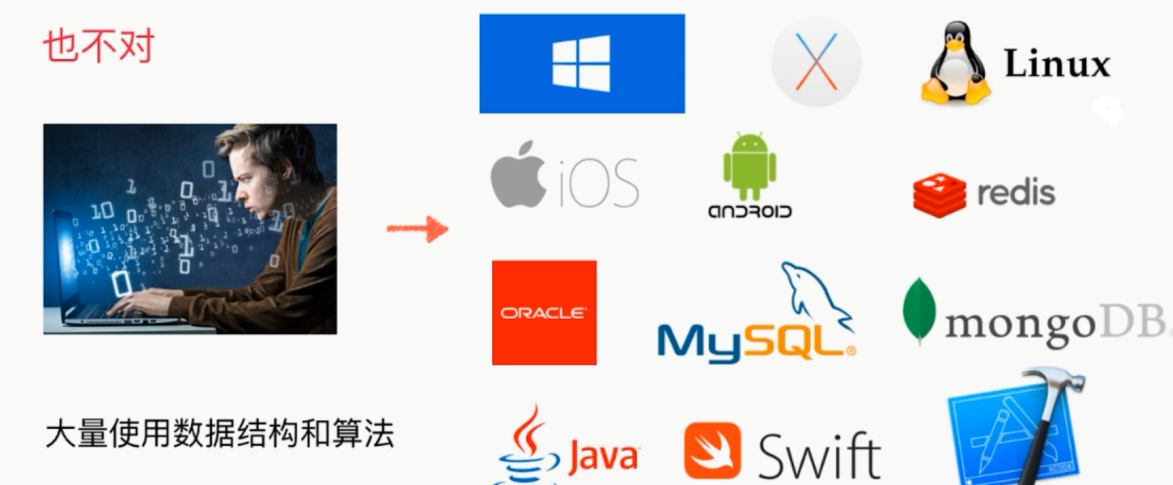 也不对
Linux
iOS
ANDROID
redis
ORACLE
MySQL
mongoDB
大量使用数据结构和算法
Java
Swift
XCODE